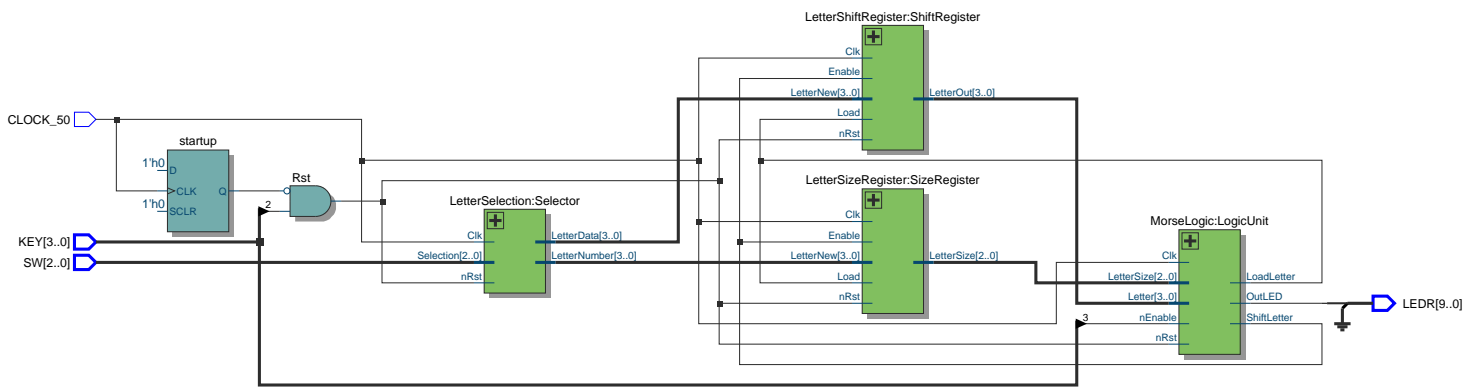 LetterShiftRegister:ShiftRegister
Clk
Enable
LetterNew[3..0]
LetterOut[3..0]
Load
nRst
CLOCK_50
startup
1'h0
D
CLK
Q
1'h0
SCLR
Rst
2
KEY[3..0]
SW[2..0]
LetterSelection:Selector
Clk
LetterData[3..0]
Selection[2..0]
LetterNumber[3..0]
nRst
LetterSizeRegister:SizeRegister
Clk
Enable
LetterNew[3..0]
LetterSize[2..0]
Load
nRst
MorseLogic:LogicUnit
Clk
LetterSize[2..0]
LoadLetter
Letter[3..0]
OutLED
3
nEnable
ShiftLetter
nRst
LEDR[9..0]